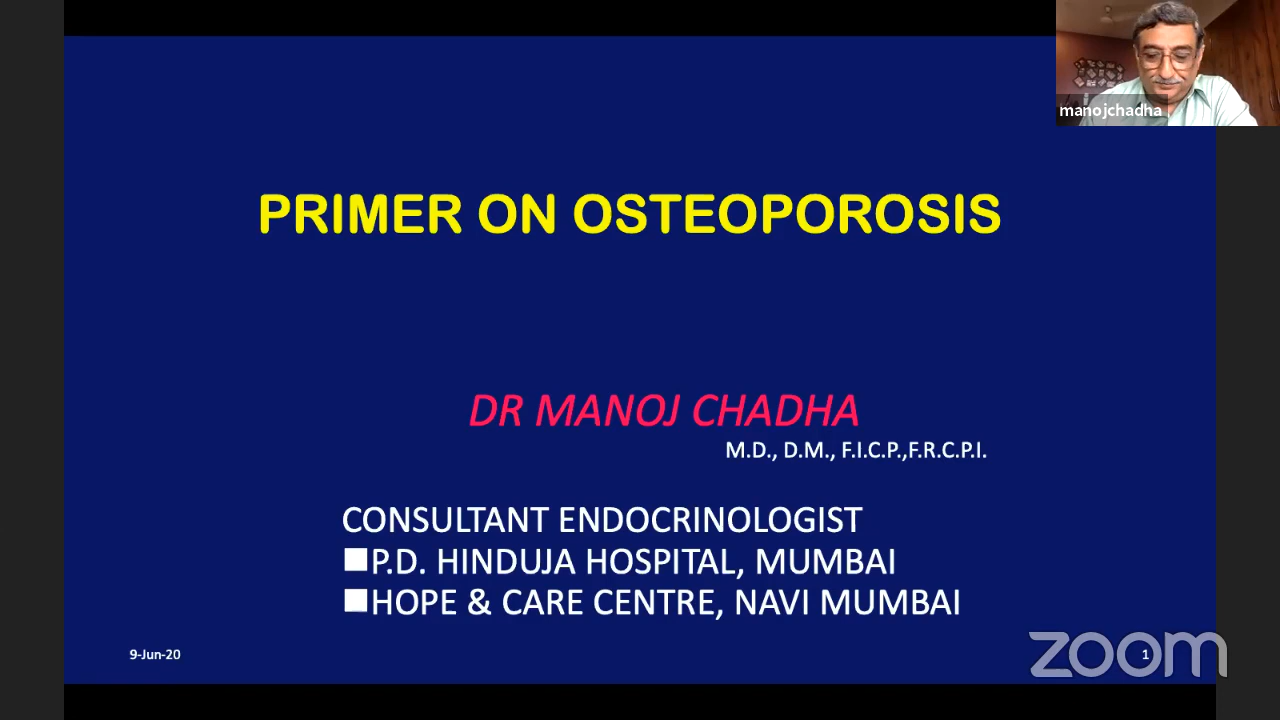 manojchadha
PRIMER ON OSTEOPOROSIS
DR MANOJ CHADHA
M.D., D.M., F.I.C.P.,F.R.C.P.I.
CONSULTANT ENDOCRINOLOGIST
■P.D. HINDUJA HOSPITAL, MUMBAI
■HOPE & CARE CENTRE, NAVI MUMBAI
9-Jun-20
1
zoom